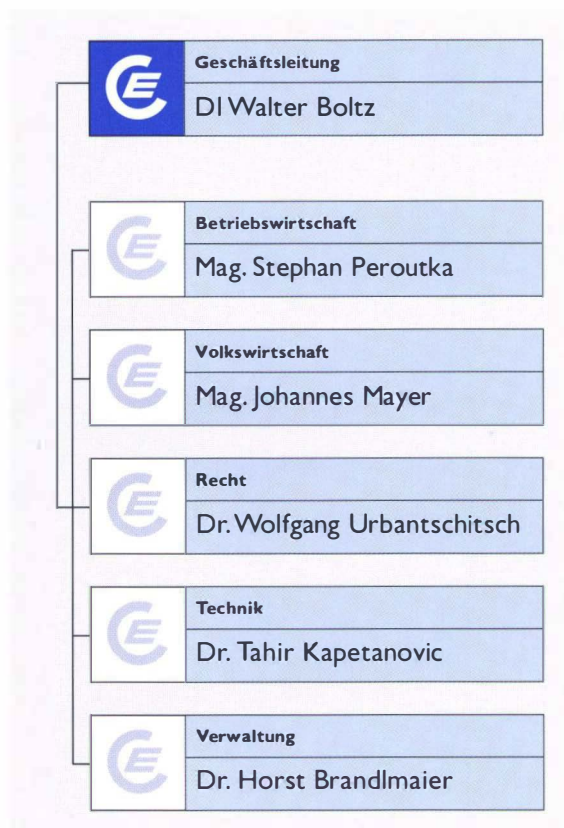 Geschäftsleitung
DI Walter Boltz
Betriebswirtschaft
Mag. Stephan Peroutka
Volkswirtschaft
Mag. Johannes Mayer
Recht
Dr. Wolfgang Urbantschitsch
Technik
Dr. Tahir Kapetanovic
Verwaltung
Dr. Horst Brandlmaier